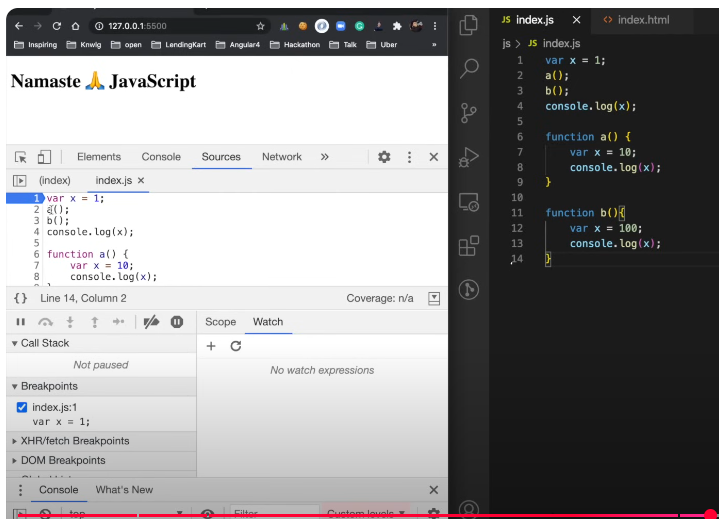 127.0.0.1:5500
Inspiring Knwlg open LendingKart Angular4 Hackathon Talk Uber »
Namaste 🙏 JavaScript
Elements Console Sources Network »
(index) index.js ×
1 var x = 1;
2 a();
3 b();
4 console.log(x);
5
6 function a() {
7 var x = 10;
8 console.log(x);
{} Line 14, Column 2 Coverage: n/a
Scope Watch
Call Stack
Not paused
No watch expressions
Breakpoints
index.js:1
var x = 1;
XHR/fetch Breakpoints
DOM Breakpoints
Console What's New
top Filter Custom levels
JS index.js × <> index.html
js > JS index.js
1 var x = 1;
2 a();
3 b();
4 console.log(x);
5
6 function a() {
7 var x = 10;
8 console.log(x);
9 }
10
11 function b(){
12 var x = 100;
13 console.log(x);
14 }